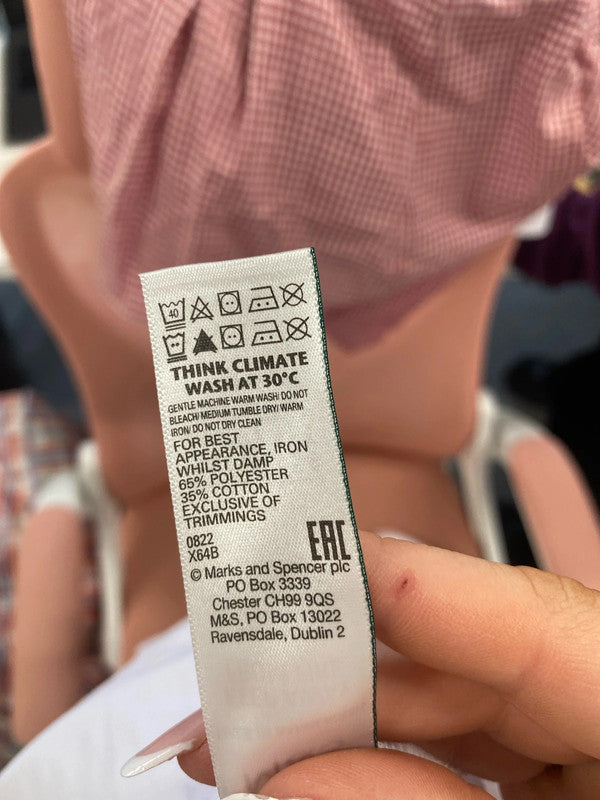 40
THINK CLIMATE
WASH AT 30°C
GENTLE MACHINE WARM WASH/ DO NOT
BLEACH/ MEDIUM TUMBLE DRY/ WARM
IRON/ DO NOT DRY CLEAN
FOR BEST
APPEARANCE, IRON
WHILST DAMP
65% POLYESTER
35% COTTON
EXCLUSIVE OF
TRIMMINGS
0822
X64B
EAC
© Marks and Spencer plc
PO Box 3339
Chester CH99 9QS
M&S, PO Box 13022
Ravensdale, Dublin 2